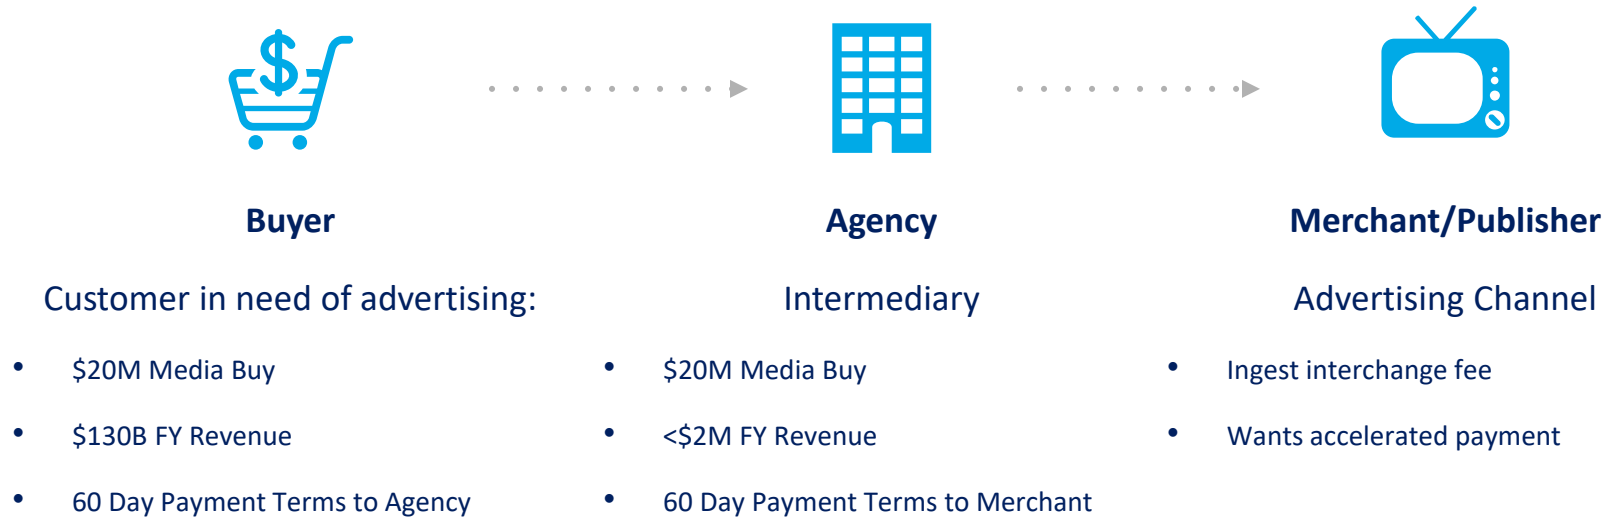 Buyer
Customer in need of advertising:
• $20M Media Buy
• $130B FY Revenue
• 60 Day Payment Terms to Agency
Agency
Intermediary
• $20M Media Buy
• <$2M FY Revenue
• 60 Day Payment Terms to Merchant
Merchant/Publisher
Advertising Channel
• Ingest interchange fee
• Wants accelerated payment